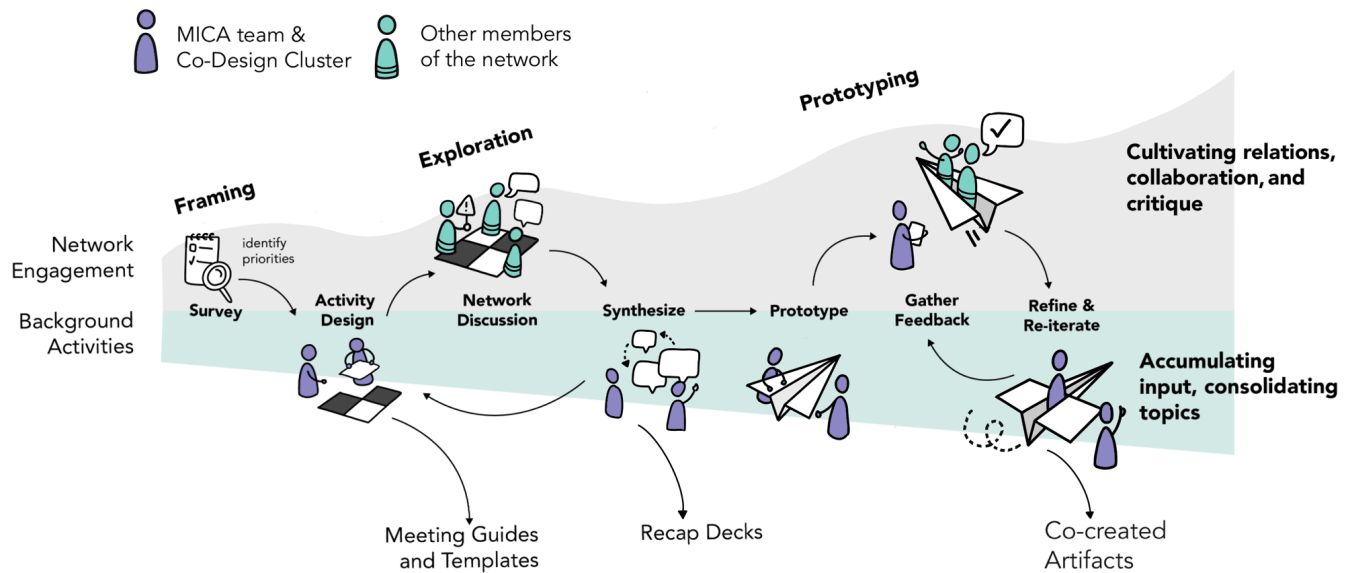 MICA team &
Co-Design Cluster
Other members
of the network
Framing
Exploration
Prototyping
Network
Engagement
Background
Activities
identify
priorities
Survey
Activity
Design
Network
Discussion
Synthesize
Prototype
Gather
Feedback
Refine &
Re-iterate
Cultivating relations,
collaboration, and
critique
Accumulating
input, consolidating
topics
Meeting Guides
and Templates
Recap Decks
Co-created
Artifacts